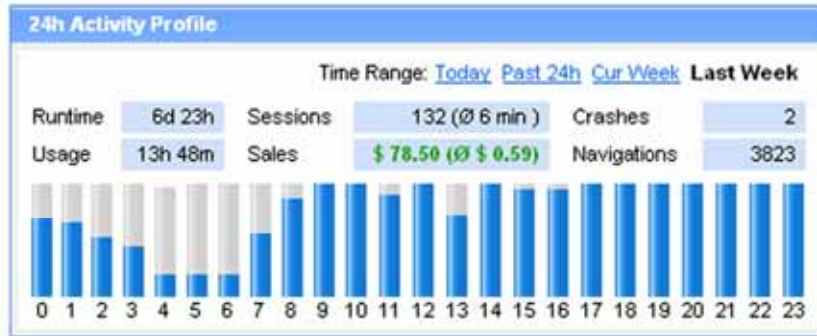 24h Activity Profile
Time Range: Today Past 24h Cur Week Last Week
Runtime 6d 23h Sessions 132 (Ø 6 min ) Crashes 2
Usage 13h 48m Sales $ 78.50 (Ø $ 0.59) Navigations 3823
0 1 2 3 4 5 6 7 8 9 10 11 12 13 14 15 16 17 18 19 20 21 22 23